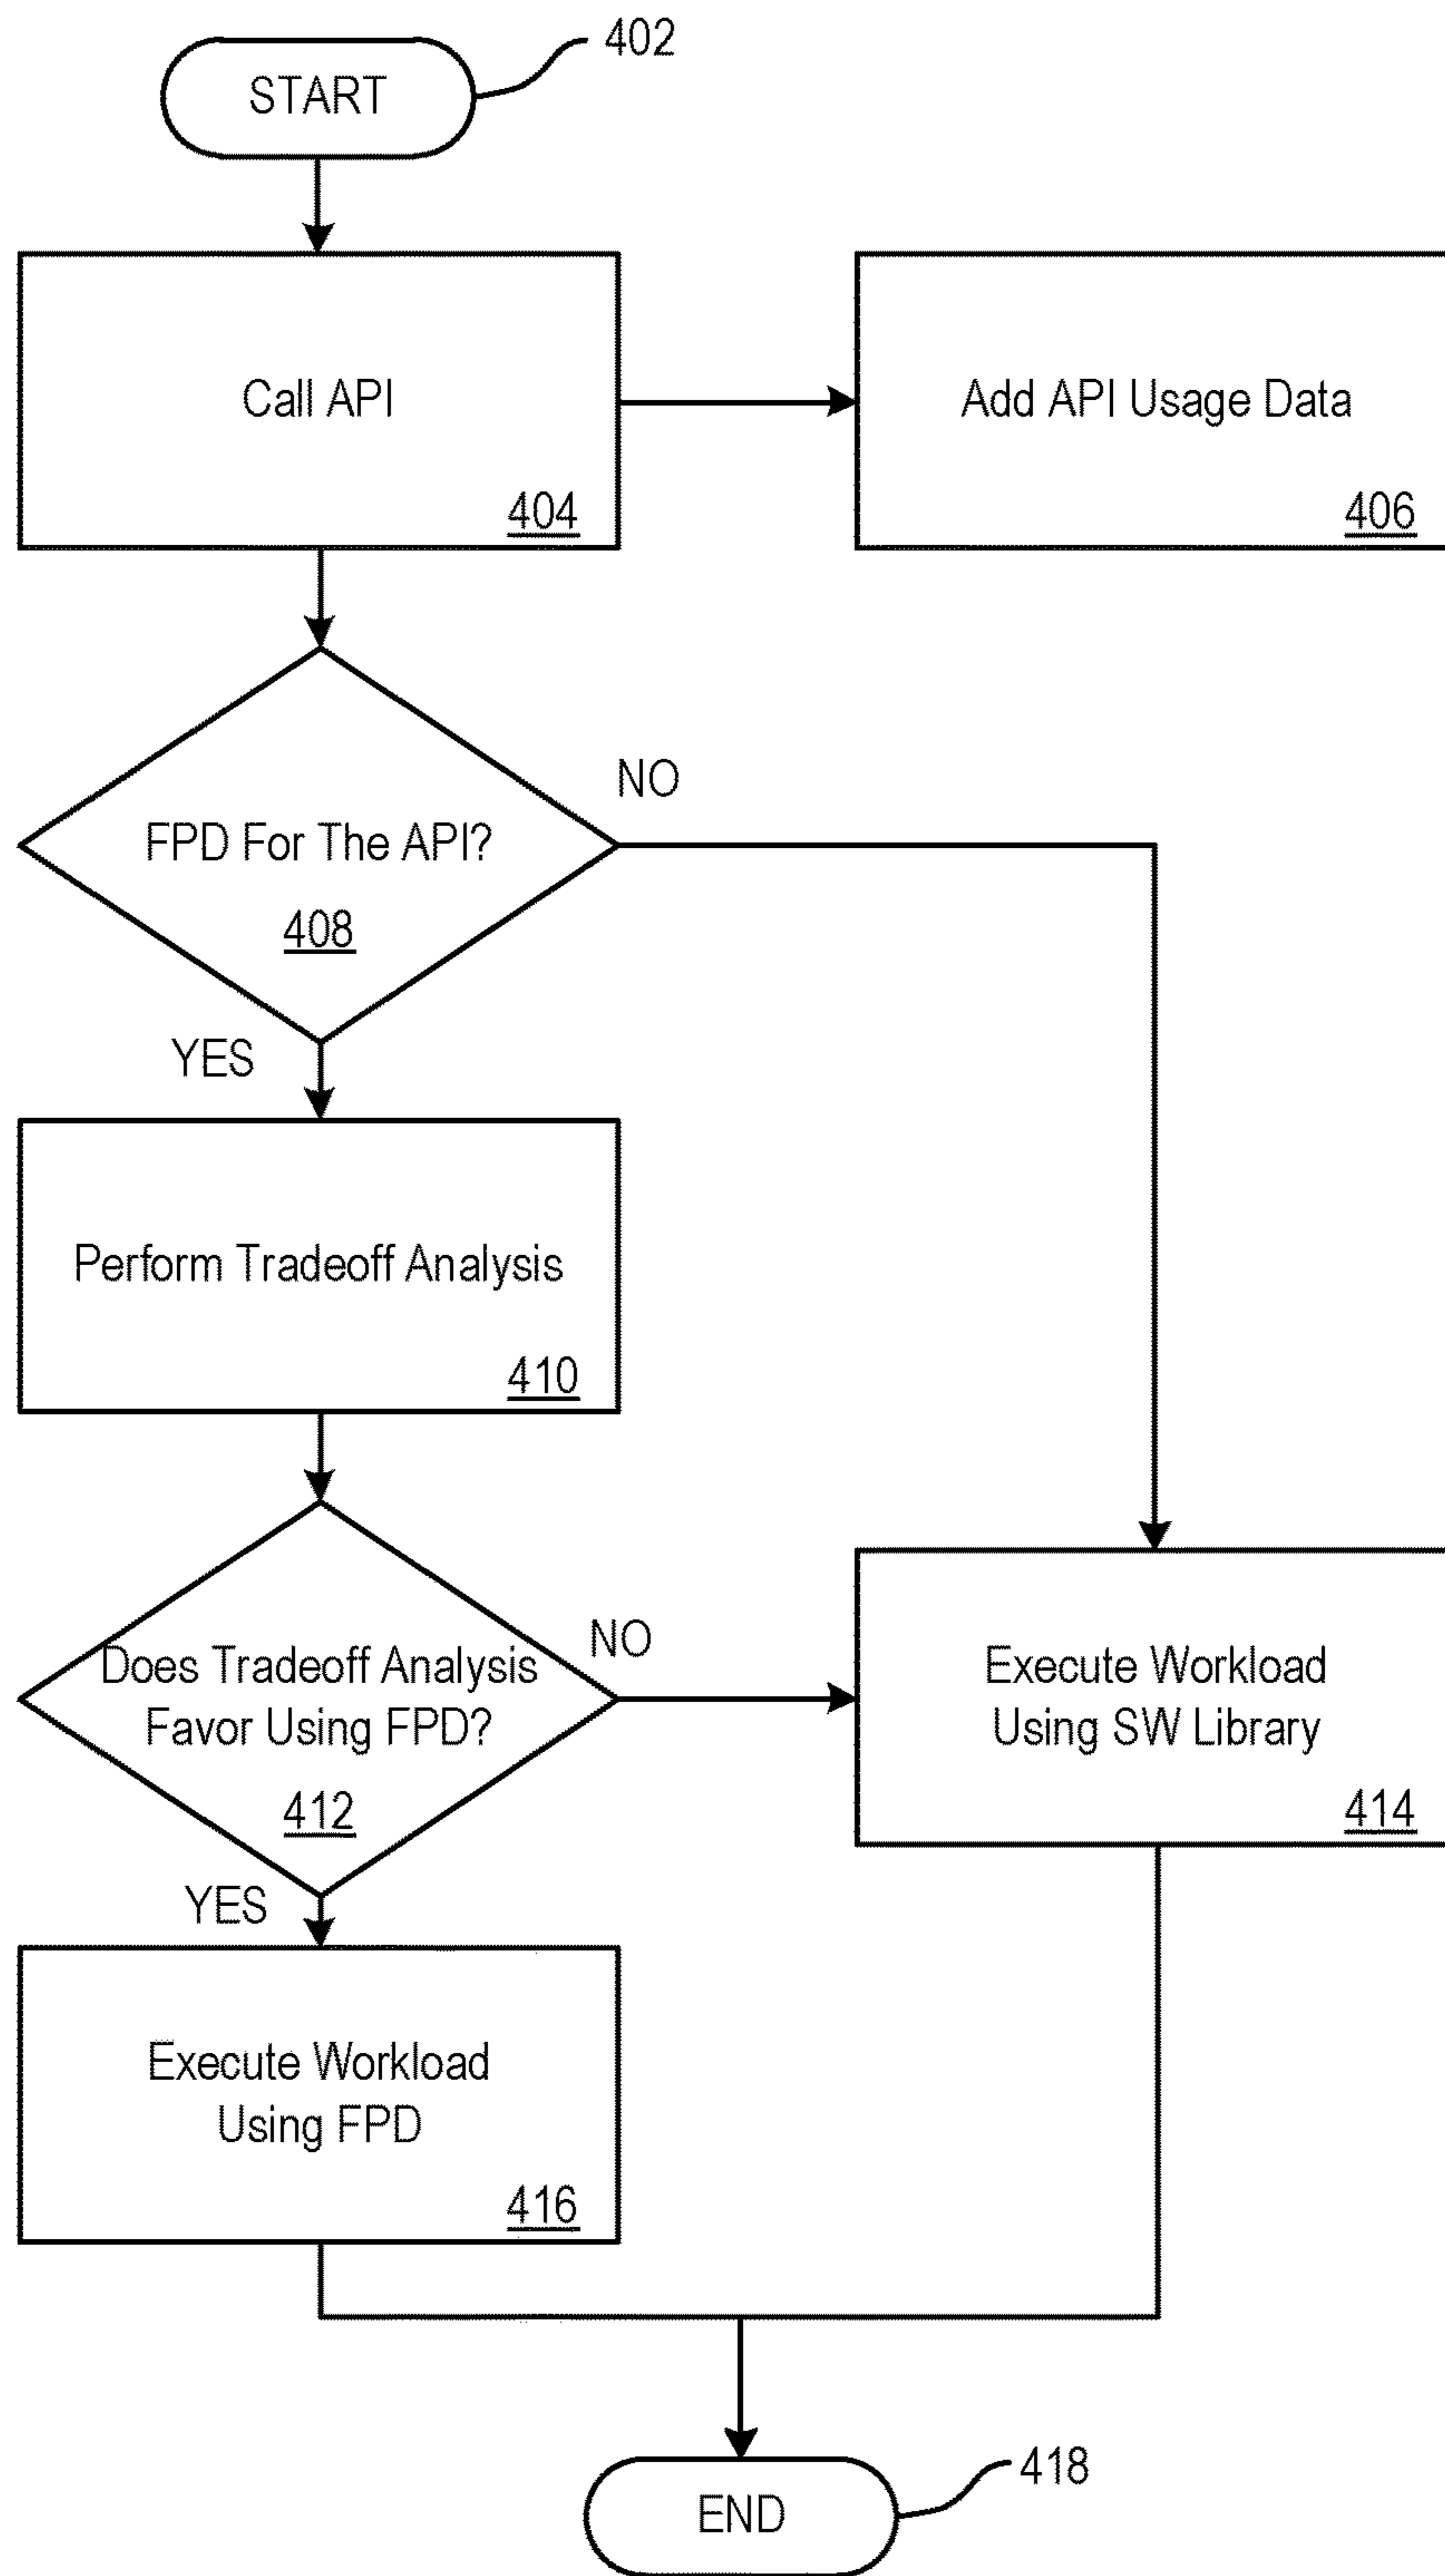 402
START
Call API
404
Add API Usage Data
406
NO
FPD For The API?
408
YES
Perform Tradeoff Analysis
410
NO
Does Tradeoff Analysis
Favor Using FPD?
412
Execute Workload
Using SW Library
414
YES
Execute Workload
Using FPD
416
418
END